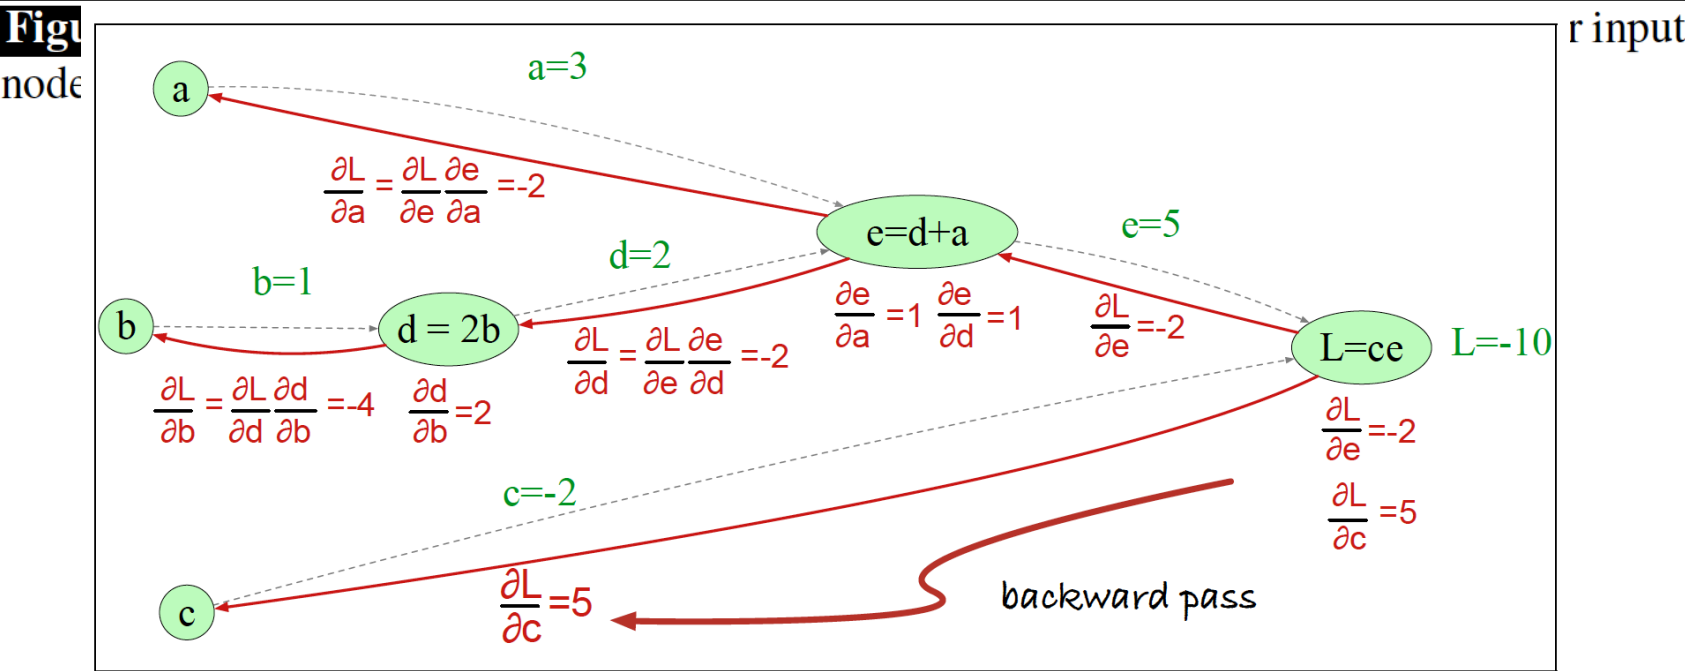 Figu
r input
node
a=3
a
∂L/∂a = ∂L/∂e ∂e/∂a =-2
e=d+a
e=5
d=2
b=1
b
d = 2b
∂e/∂a =1 ∂e/∂d =1
∂L/∂e =-2
L=ce
L=-10
∂L/∂d = ∂L/∂e ∂e/∂d =-2
∂L/∂b = ∂L/∂d ∂d/∂b =-4
∂d/∂b =2
∂L/∂e =-2
c=-2
∂L/∂c =5
c
∂L/∂c =5
backward pass